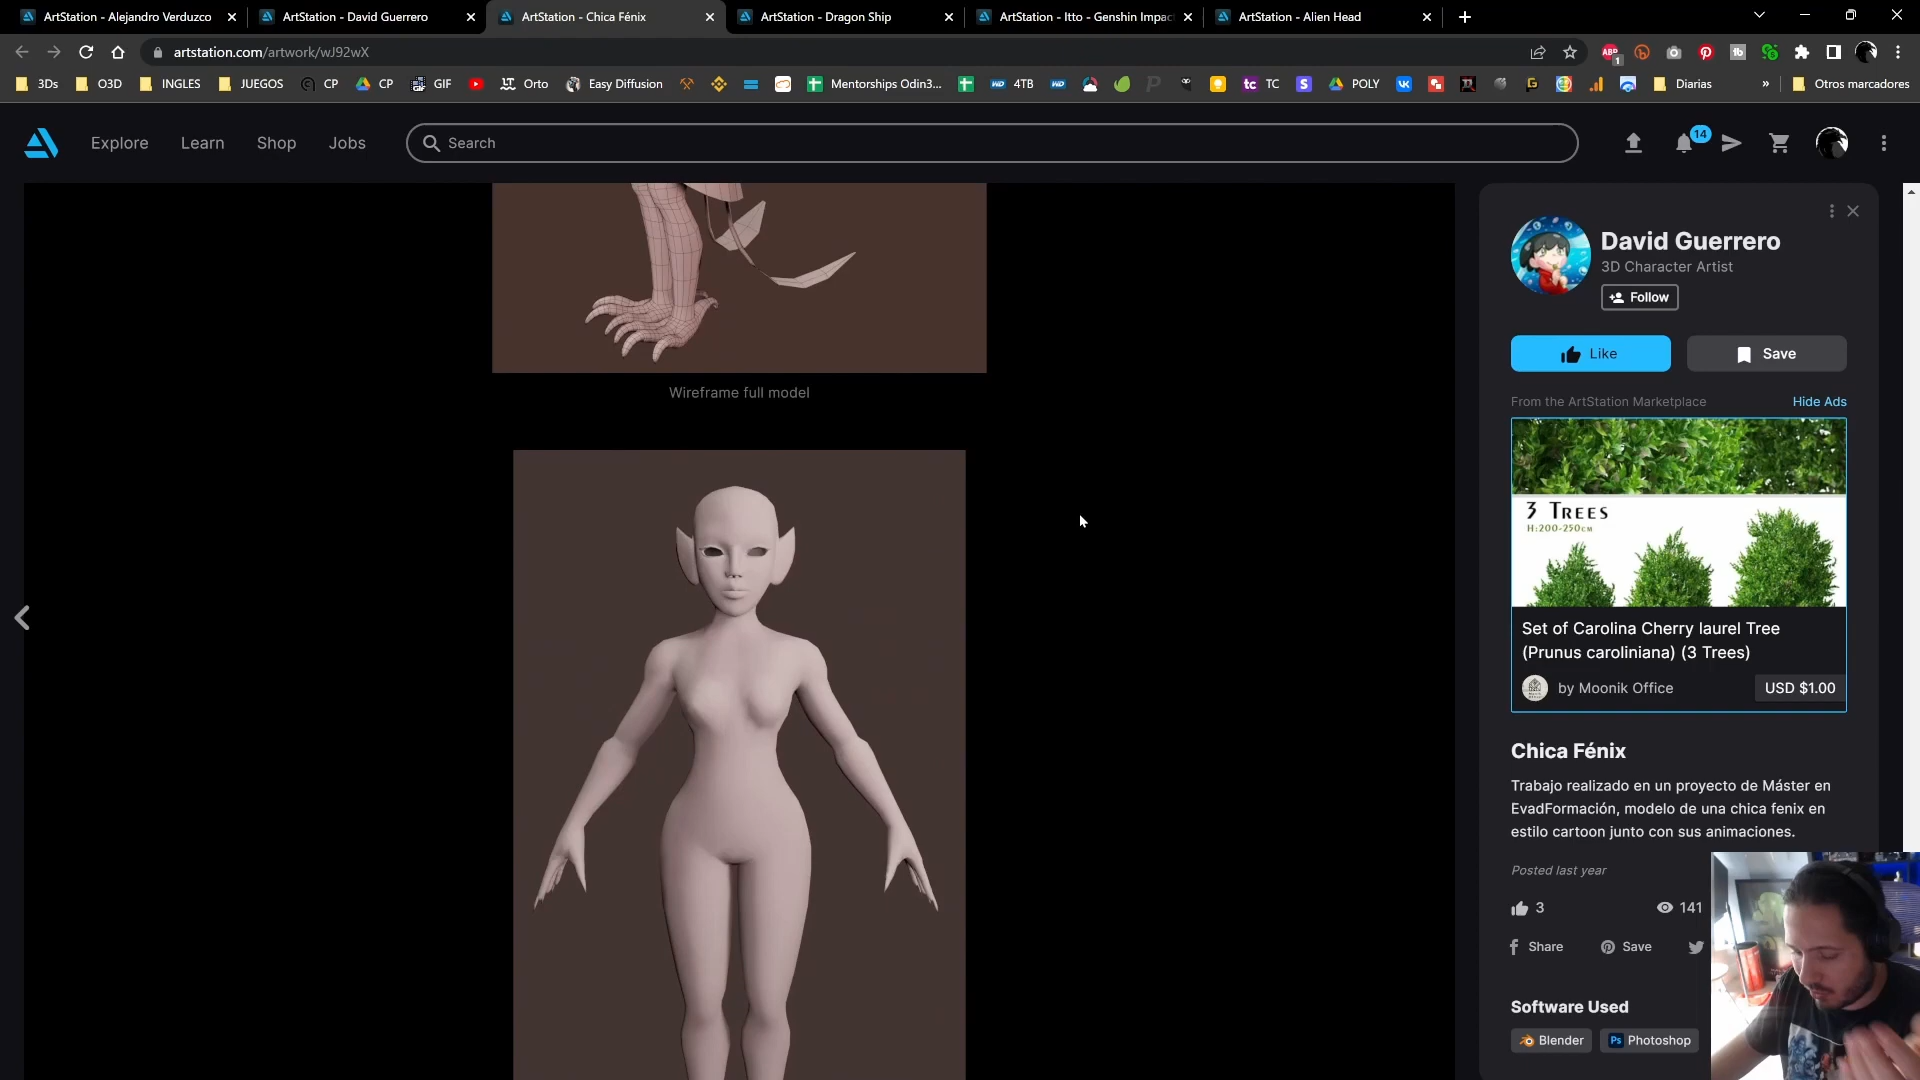 ArtStation - Alejandro Verduzco
ArtStation - David Guerrero
ArtStation - Chica Fénix
ArtStation - Dragon Ship
ArtStation - Itto - Genshin Impac
ArtStation - Alien Head
artstation.com/artwork/wJ92wX
ABP
1
3Ds
O3D
INGLES
JUEGOS
CP
CP
GIF
Orto
Easy Diffusion
Mentorships Odin3...
4TB
TC
POLY
Diarias
»
Otros marcadores
Explore
Learn
Shop
Jobs
Search
14
Wireframe full model
David Guerrero
3D Character Artist
Follow
Like
Save
From the ArtStation Marketplace
Hide Ads
3 TREES
H:200-250CM
Set of Carolina Cherry laurel Tree
(Prunus caroliniana) (3 Trees)
by Moonik Office
USD $1.00
Chica Fénix
Trabajo realizado en un proyecto de Máster en
EvadFormación, modelo de una chica fenix en
estilo cartoon junto con sus animaciones.
Posted last year
3
141
Share
Save
Software Used
Blender
Ps Photoshop